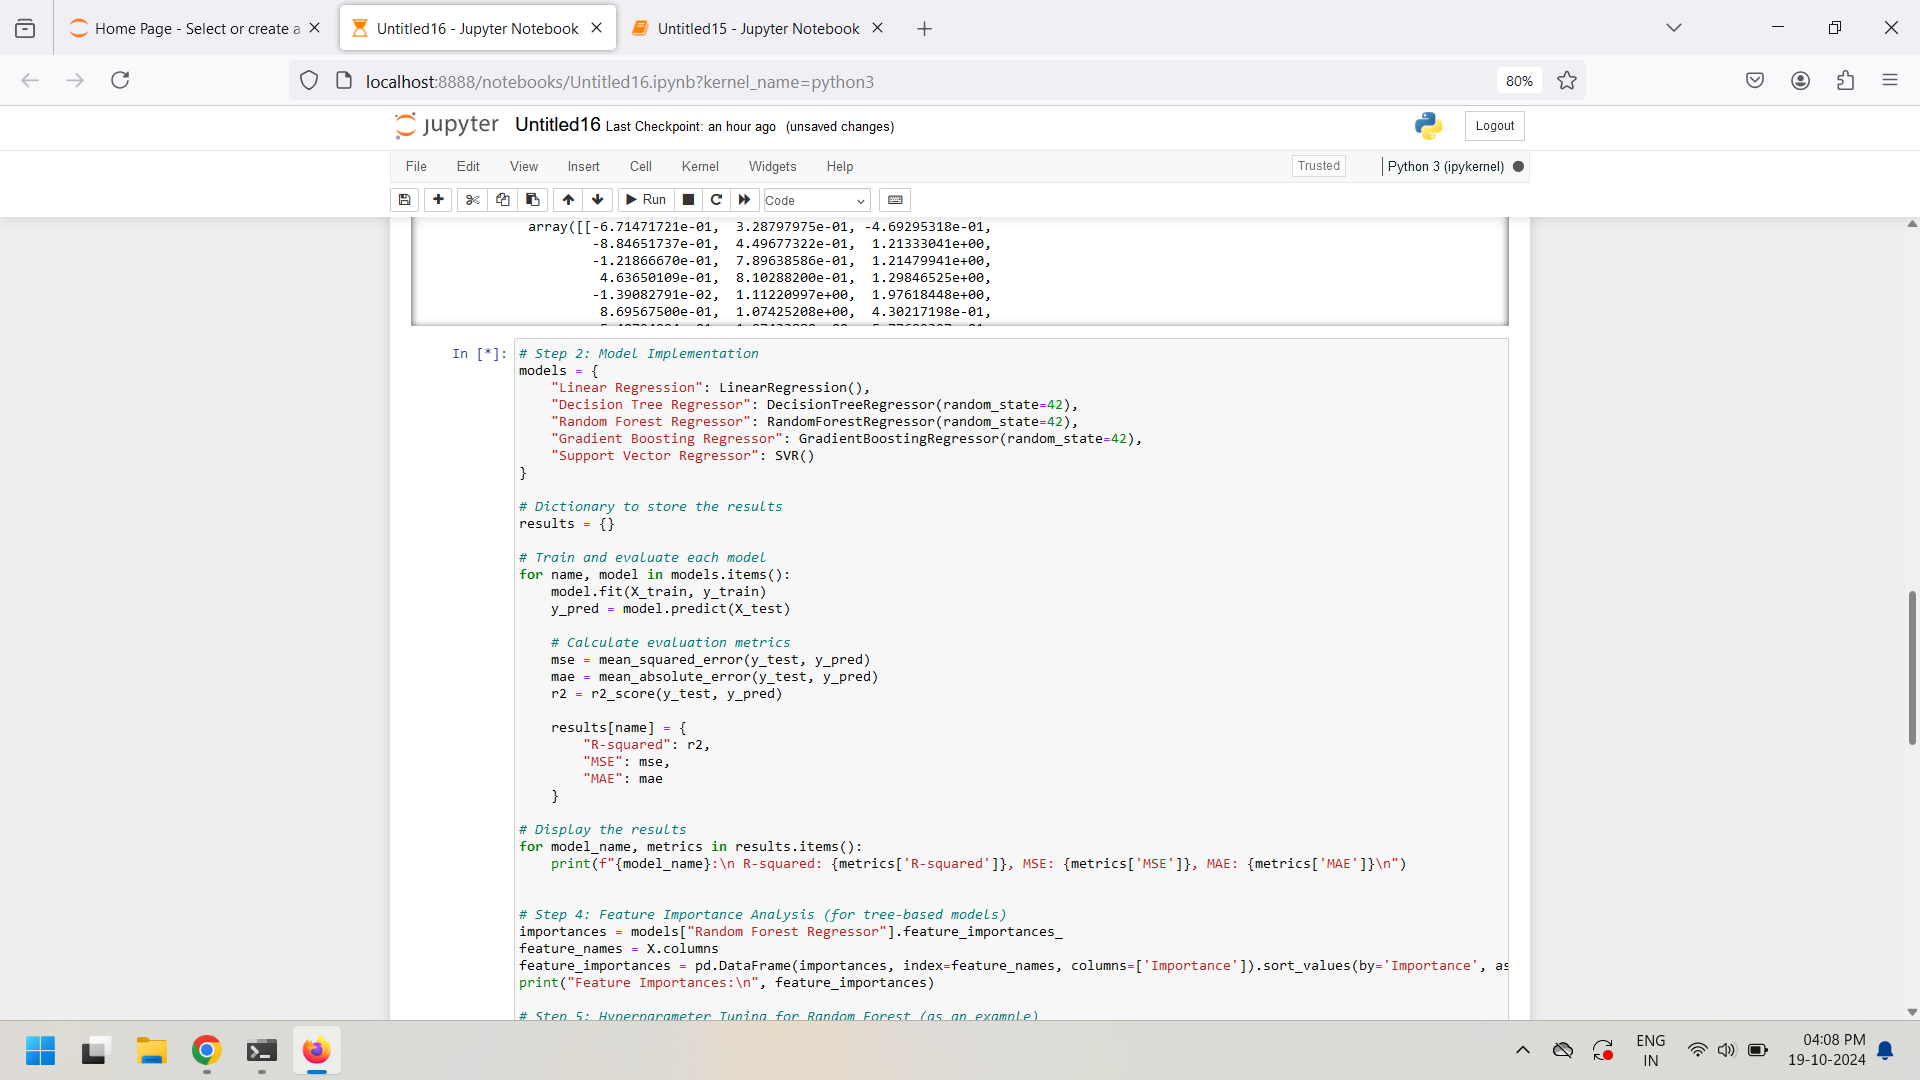 Home Page - Select or create a
Untitled16 - Jupyter Notebook
Untitled15 - Jupyter Notebook
localhost:8888/notebooks/Untitled16.ipynb?kernel_name=python3
80%
jupyter Untitled16 Last Checkpoint: an hour ago (unsaved changes)
Logout
File Edit View Insert Cell Kernel Widgets Help
Trusted
Python 3 (ipykernel)
Run
Code
array([[-6.71471721e-01, 3.28797975e-01, -4.69295318e-01,
-8.84651737e-01, 4.49677322e-01, 1.21333041e+00,
-1.21866670e-01, 7.89638586e-01, 1.21479941e+00,
4.63650109e-01, 8.10288200e-01, 1.29846525e+00,
-1.39082791e-02, 1.11220997e+00, 1.97618448e+00,
8.69567500e-01, 1.07425208e+00, 4.30217198e-01,
In [*]:
# Step 2: Model Implementation
models = {
    "Linear Regression": LinearRegression(),
    "Decision Tree Regressor": DecisionTreeRegressor(random_state=42),
    "Random Forest Regressor": RandomForestRegressor(random_state=42),
    "Gradient Boosting Regressor": GradientBoostingRegressor(random_state=42),
    "Support Vector Regressor": SVR()
}
# Dictionary to store the results
results = {}
# Train and evaluate each model
for name, model in models.items():
    model.fit(X_train, y_train)
    y_pred = model.predict(X_test)
    # Calculate evaluation metrics
    mse = mean_squared_error(y_test, y_pred)
    mae = mean_absolute_error(y_test, y_pred)
    r2 = r2_score(y_test, y_pred)
    results[name] = {
        "R-squared": r2,
        "MSE": mse,
        "MAE": mae
    }
# Display the results
for model_name, metrics in results.items():
    print(f"{model_name}:\n R-squared: {metrics['R-squared']}, MSE: {metrics['MSE']}, MAE: {metrics['MAE']}\n")
# Step 4: Feature Importance Analysis (for tree-based models)
importances = models["Random Forest Regressor"].feature_importances_
feature_names = X.columns
feature_importances = pd.DataFrame(importances, index=feature_names, columns=['Importance']).sort_values(by='Importance', as
print("Feature Importances:\n", feature_importances)
# Step 5: Hyperparameter Tuning for Random Forest (as an example)
ENG
IN
04:08 PM
19-10-2024